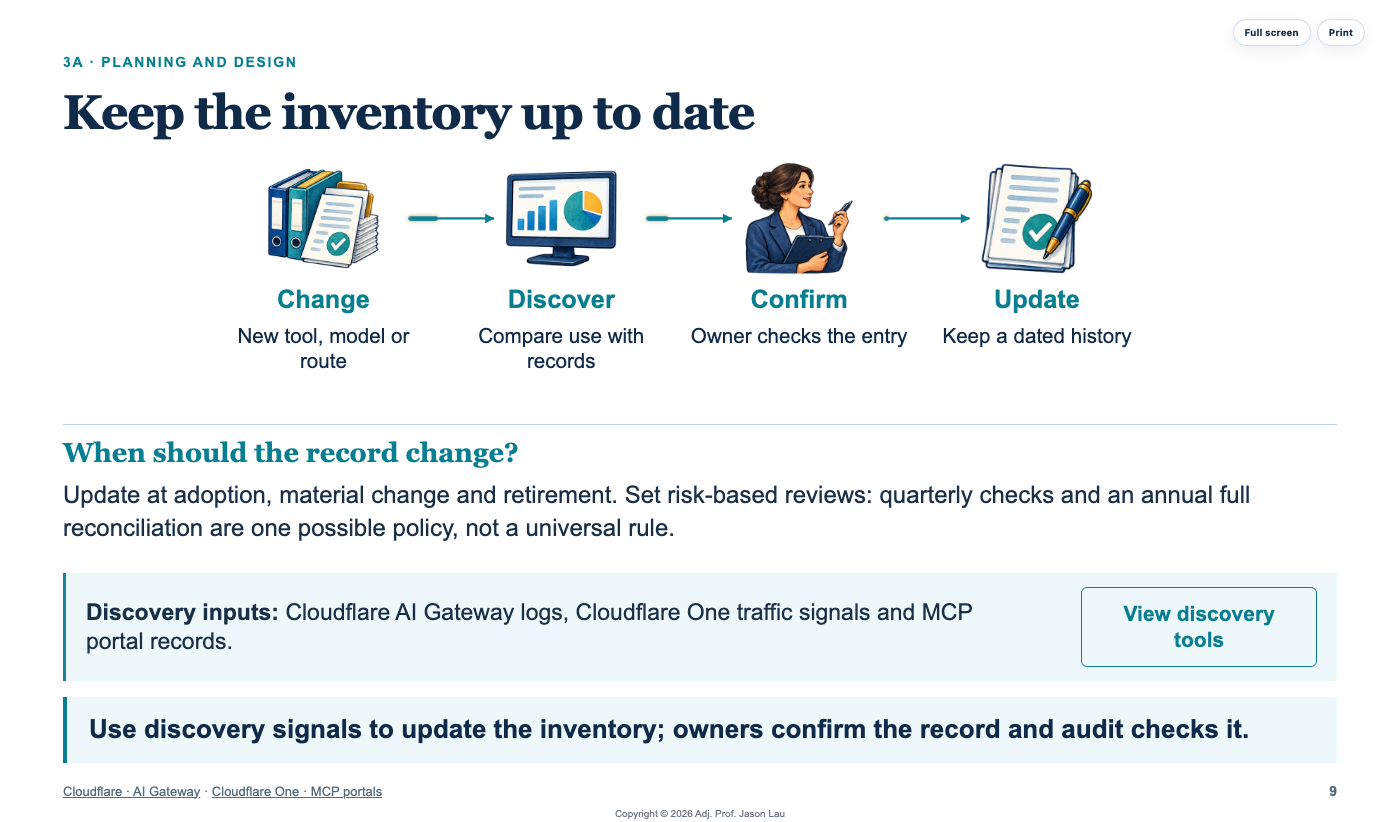 Full screen
Print
3A · PLANNING AND DESIGN
Keep the inventory up to date
Change
New tool, model or
route
Discover
Compare use with
records
Confirm
Owner checks the entry
Update
Keep a dated history
When should the record change?
Update at adoption, material change and retirement. Set risk-based reviews: quarterly checks and an annual full
reconciliation are one possible policy, not a universal rule.
Discovery inputs: Cloudflare AI Gateway logs, Cloudflare One traffic signals and MCP
portal records.
View discovery
tools
Use discovery signals to update the inventory; owners confirm the record and audit checks it.
Cloudflare · AI Gateway · Cloudflare One · MCP portals
9
Copyright © 2026 Adj. Prof. Jason Lau